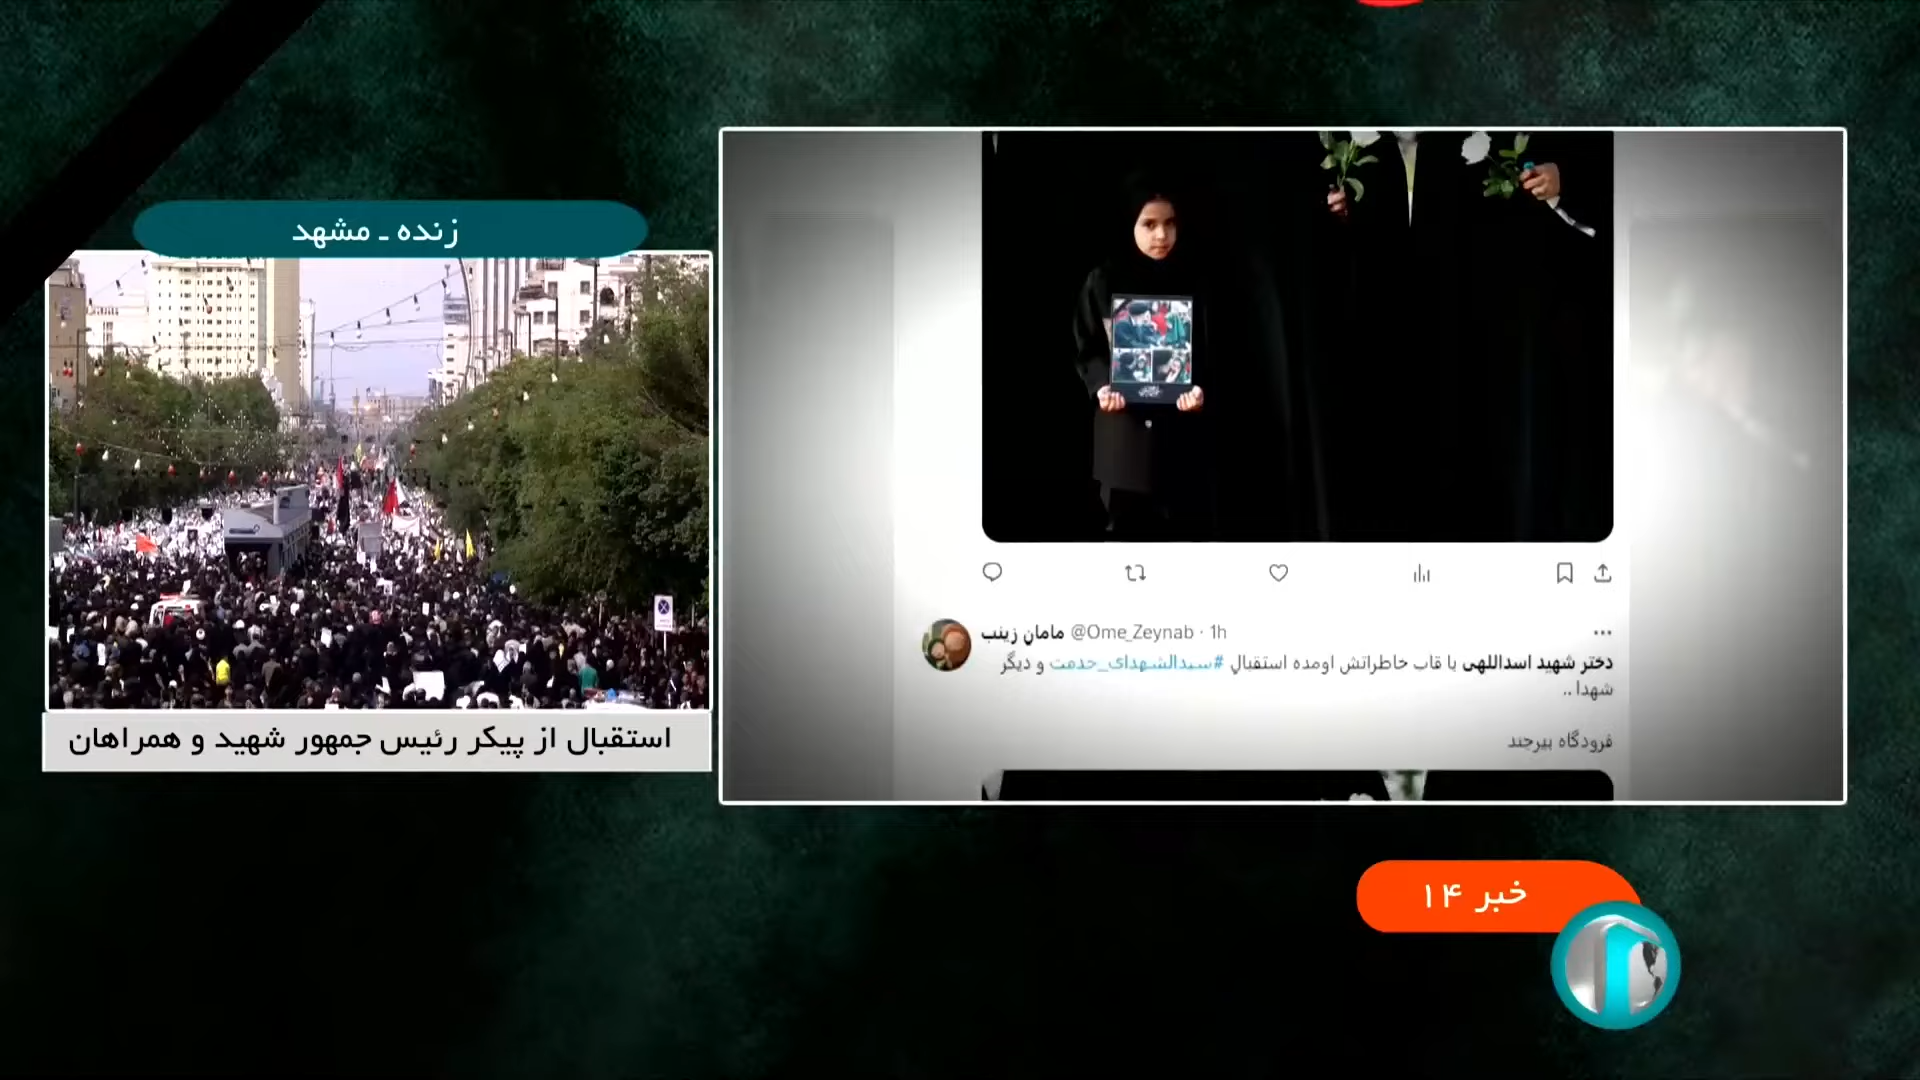 زنده ـ مشهد
استقبال از پیکر رئیس جمهور شهید و همراهان
مامانِ زینب @Ome_Zeynab · 1h
دختر شهید اسداللهی با قاب خاطراتش اومده استقبالِ #سیدالشهدای_خدمت و دیگر
شهدا ..
فرودگاه بیرجند
خبر ۱۴